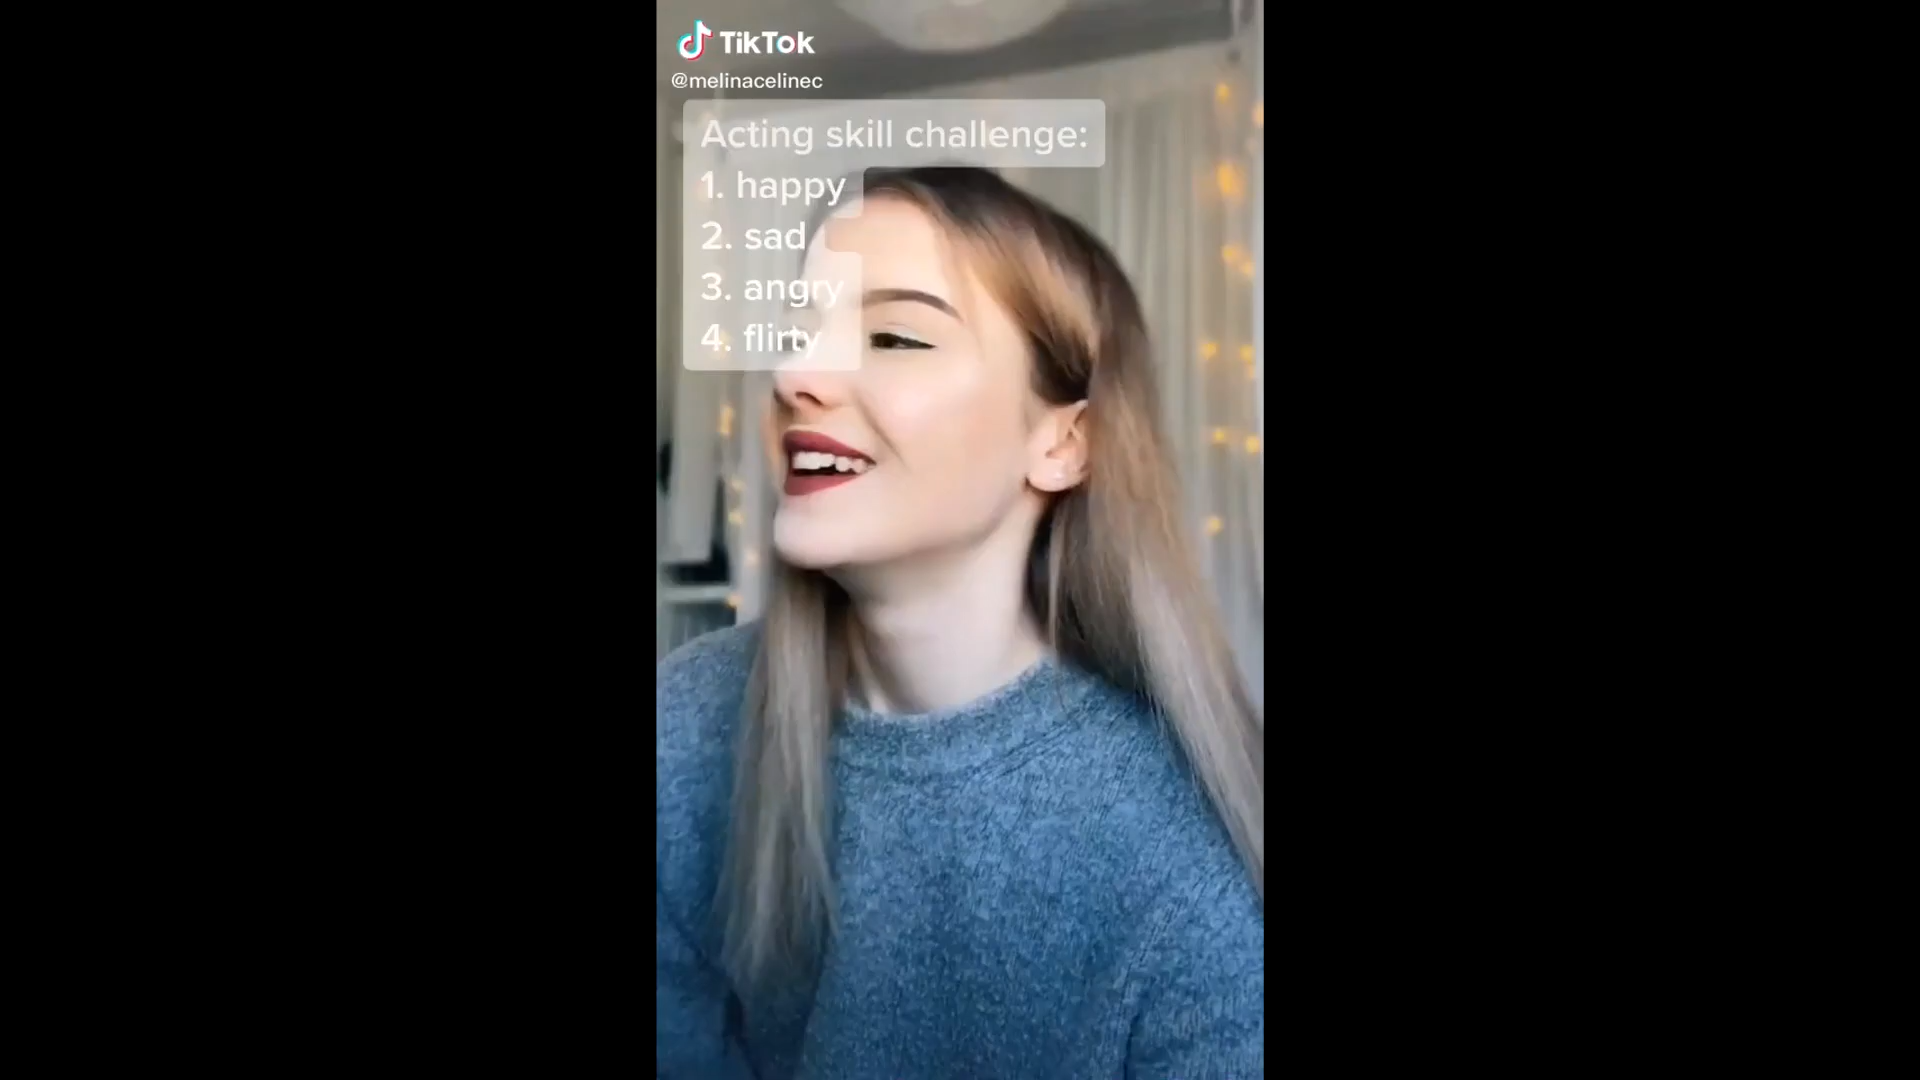 TikTok
@melinacelinec
Acting skill challenge:
1. happy
2. sad
3. angry
4. flirty